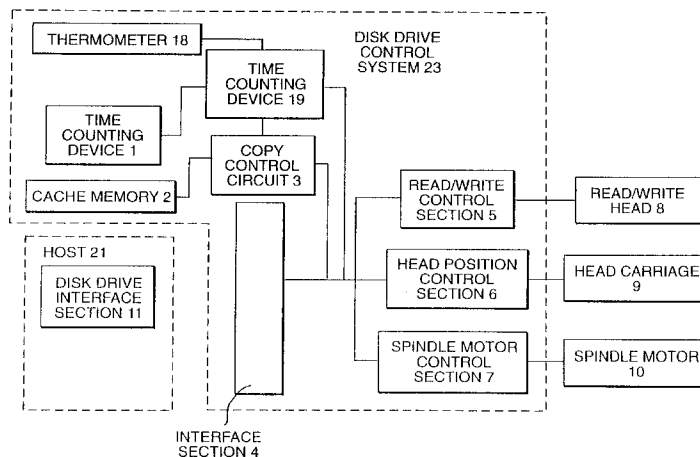 THERMOMETER 18
DISK DRIVE
CONTROL
SYSTEM 23
TIME
COUNTING
DEVICE 19
TIME
COUNTING
DEVICE 1
COPY
CONTROL
CIRCUIT 3
CACHE MEMORY 2
READ/WRITE
CONTROL
SECTION 5
READ/WRITE
HEAD 8
HOST 21
DISK DRIVE
INTERFACE
SECTION 11
HEAD POSITION
CONTROL
SECTION 6
HEAD CARRIAGE
9
SPINDLE MOTOR
CONTROL
SECTION 7
SPINDLE MOTOR
10
INTERFACE
SECTION 4